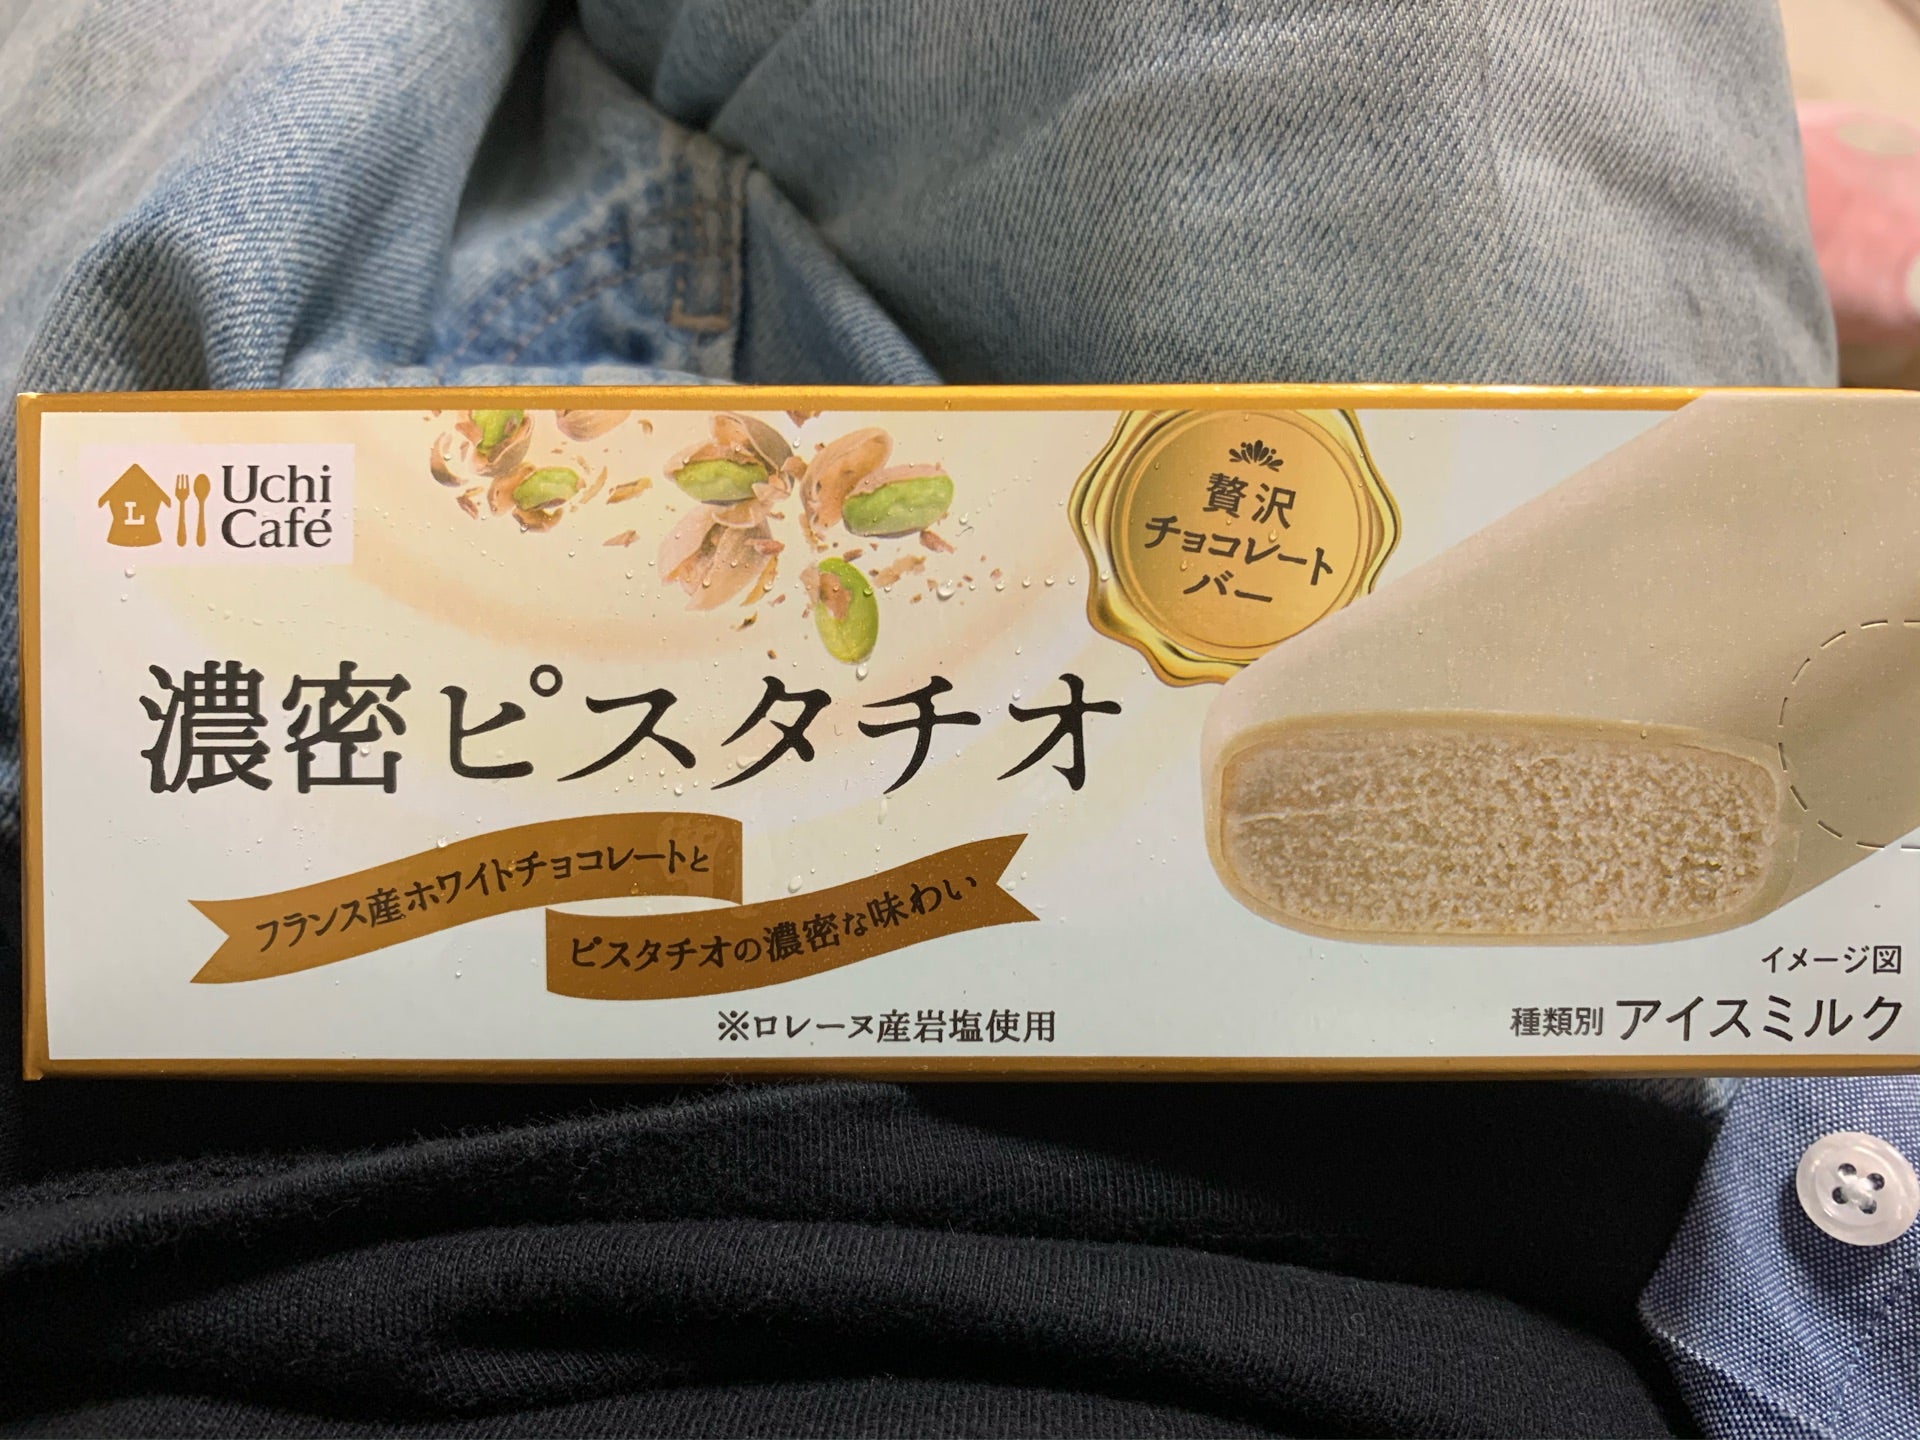 Uchi
Café
L
贅沢
チョコレート
バー
濃密ピスタチオ
フランス産ホワイトチョコレートと
ピスタチオの濃密な味わい
※ロレーヌ産岩塩使用
イメージ図
種類別 アイスミルク